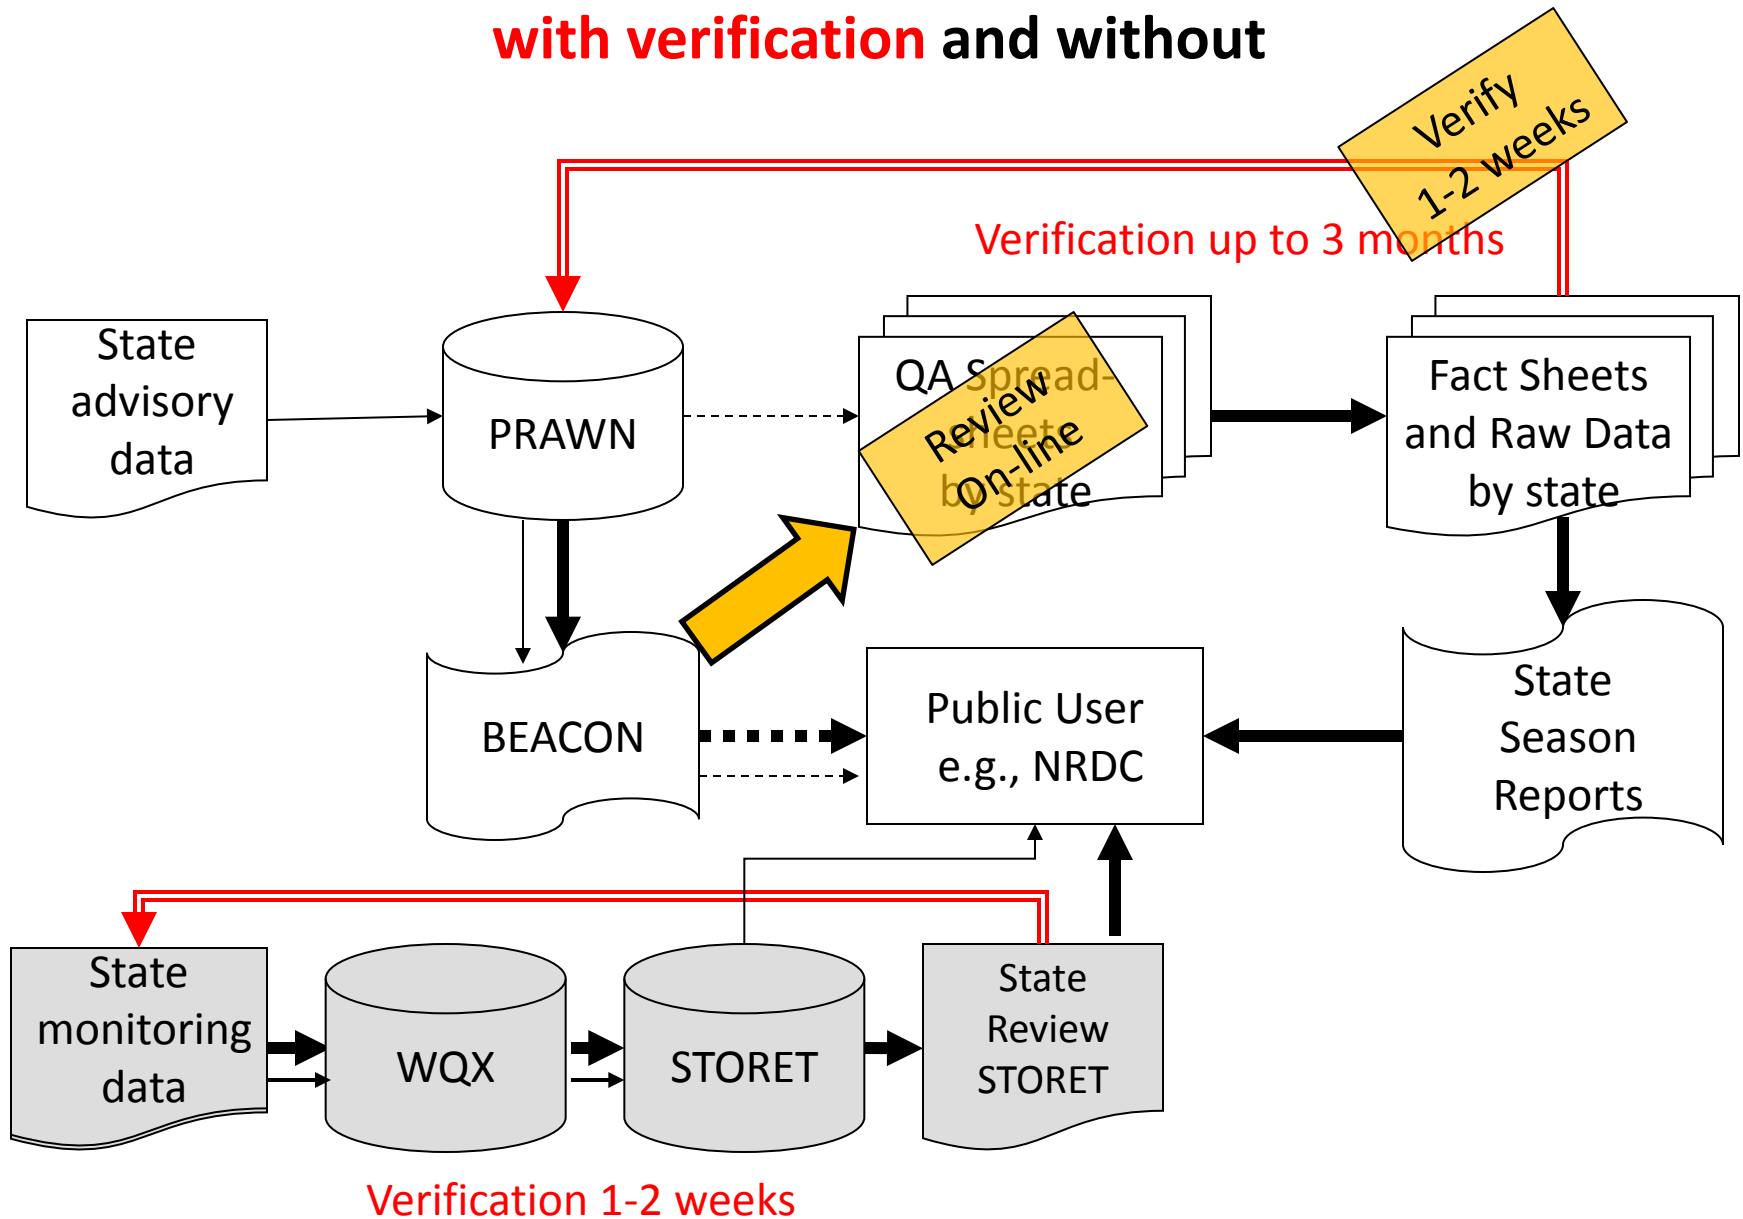 with verification and without
Verify
1-2 weeks
Verification up to 3 months
State
advisory
data
PRAWN
QA Spread-
sheets
by state
Review
On-line
Fact Sheets
and Raw Data
by state
BEACON
Public User
e.g., NRDC
State
Season
Reports
State
monitoring
data
WQX
STORET
State
Review
STORET
Verification 1-2 weeks